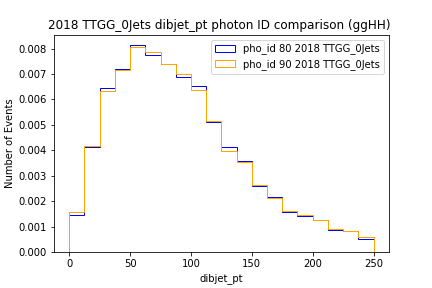 2018 TTGG_0Jets dibjet_pt photon ID comparison (ggHH)
pho_id 80 2018 TTGG_0Jets
pho_id 90 2018 TTGG_0Jets
Number of Events
0.008
0.007
0.006
0.005
0.004
0.003
0.002
0.001
0.000
0 50 100 150 200 250
dibjet_pt